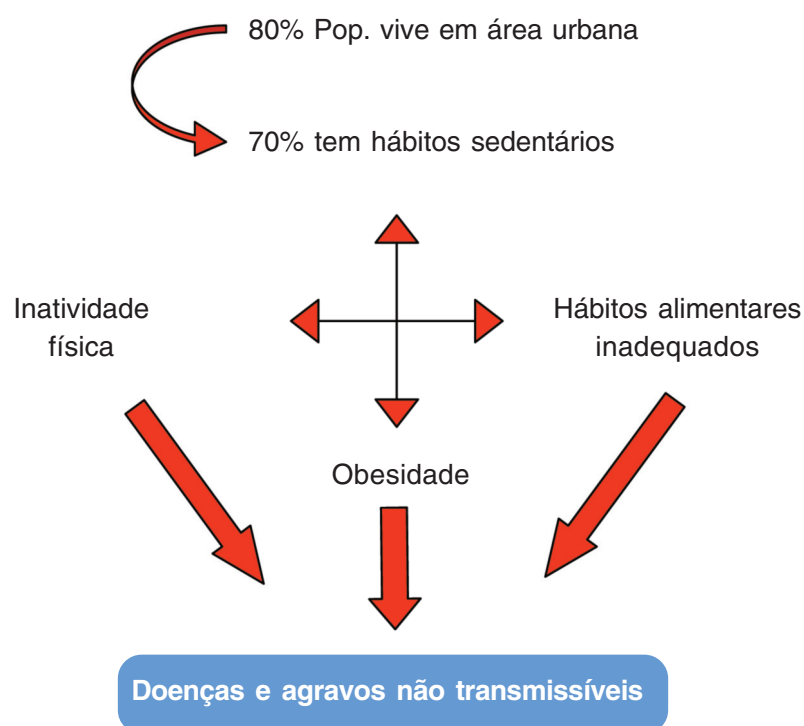 80% Pop. vive em área urbana
70% tem hábitos sedentários
Inatividade
física
Hábitos alimentares
inadequados
Obesidade
Doenças e agravos não transmissíveis